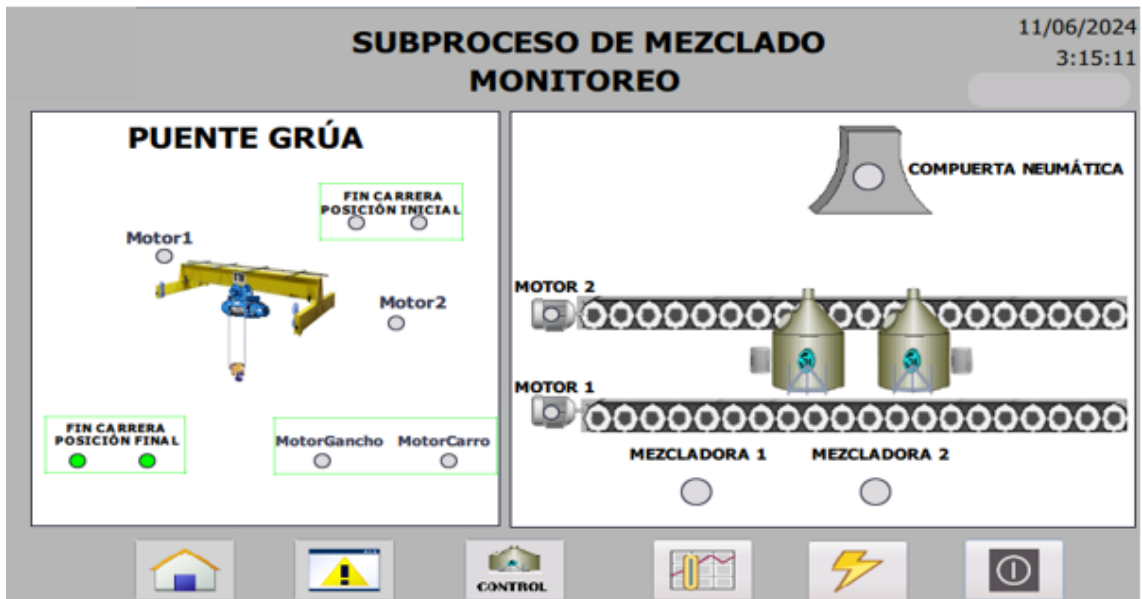 SUBPROCESO DE MEZCLADO
MONITOREO
11/06/2024
3:15:11
PUENTE GRÚA
FIN CARRERA
POSICIÓN INICIAL
Motor1
Motor2
FIN CARRERA
POSICIÓN FINAL
MotorGancho MotorCarro
COMPUERTA NEUMÁTICA
MOTOR 2
MOTOR 1
MEZCLADORA 1 MEZCLADORA 2
CONTROL